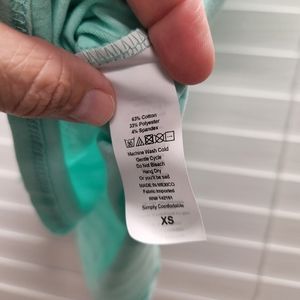 63% Cotton
33% Polyester
4% Spandex
Machine Wash Cold
Gentle Cycle
Do Not Bleach
Hang Dry
Or you'll be sad
MADE IN MEXICO
Fabric Imported
RN# 142191
Simply Comfortable
XS